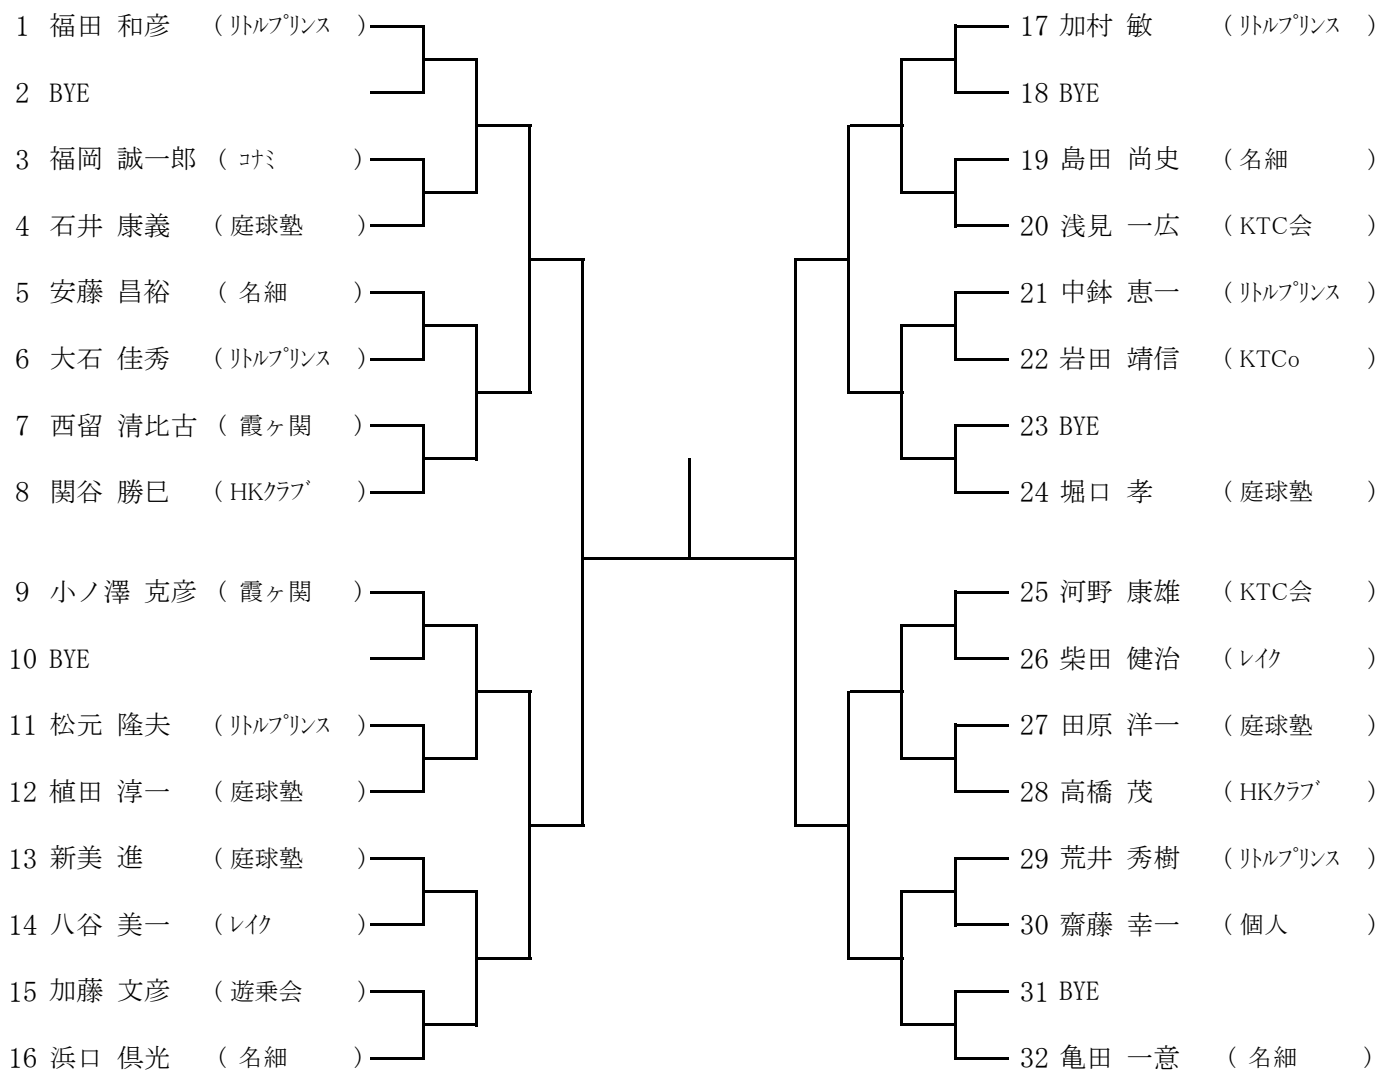 1 福田 和彦 ( ﾘﾄﾙﾌﾟﾘﾝｽ )
2 BYE
3 福岡 誠一郎 ( ｺﾅﾐ )
4 石井 康義 ( 庭球塾 )
5 安藤 昌裕 ( 名細 )
6 大石 佳秀 ( ﾘﾄﾙﾌﾟﾘﾝｽ )
7 西留 清比古 ( 霞ヶ関 )
8 関谷 勝巳 ( HKｸﾗﾌﾞ )
9 小ノ澤 克彦 ( 霞ヶ関 )
10 BYE
11 松元 隆夫 ( ﾘﾄﾙﾌﾟﾘﾝｽ )
12 植田 淳一 ( 庭球塾 )
13 新美 進 ( 庭球塾 )
14 八谷 美一 ( ﾚｲｸ )
15 加藤 文彦 ( 遊乗会 )
16 浜口 倶光 ( 名細 )
17 加村 敏 ( ﾘﾄﾙﾌﾟﾘﾝｽ )
18 BYE
19 島田 尚史 ( 名細 )
20 浅見 一広 ( KTC会 )
21 中鉢 恵一 ( ﾘﾄﾙﾌﾟﾘﾝｽ )
22 岩田 靖信 ( KTCo )
23 BYE
24 堀口 孝 ( 庭球塾 )
25 河野 康雄 ( KTC会 )
26 柴田 健治 ( ﾚｲｸ )
27 田原 洋一 ( 庭球塾 )
28 高橋 茂 ( HKｸﾗﾌﾞ )
29 荒井 秀樹 ( ﾘﾄﾙﾌﾟﾘﾝｽ )
30 齋藤 幸一 ( 個人 )
31 BYE
32 亀田 一意 ( 名細 )